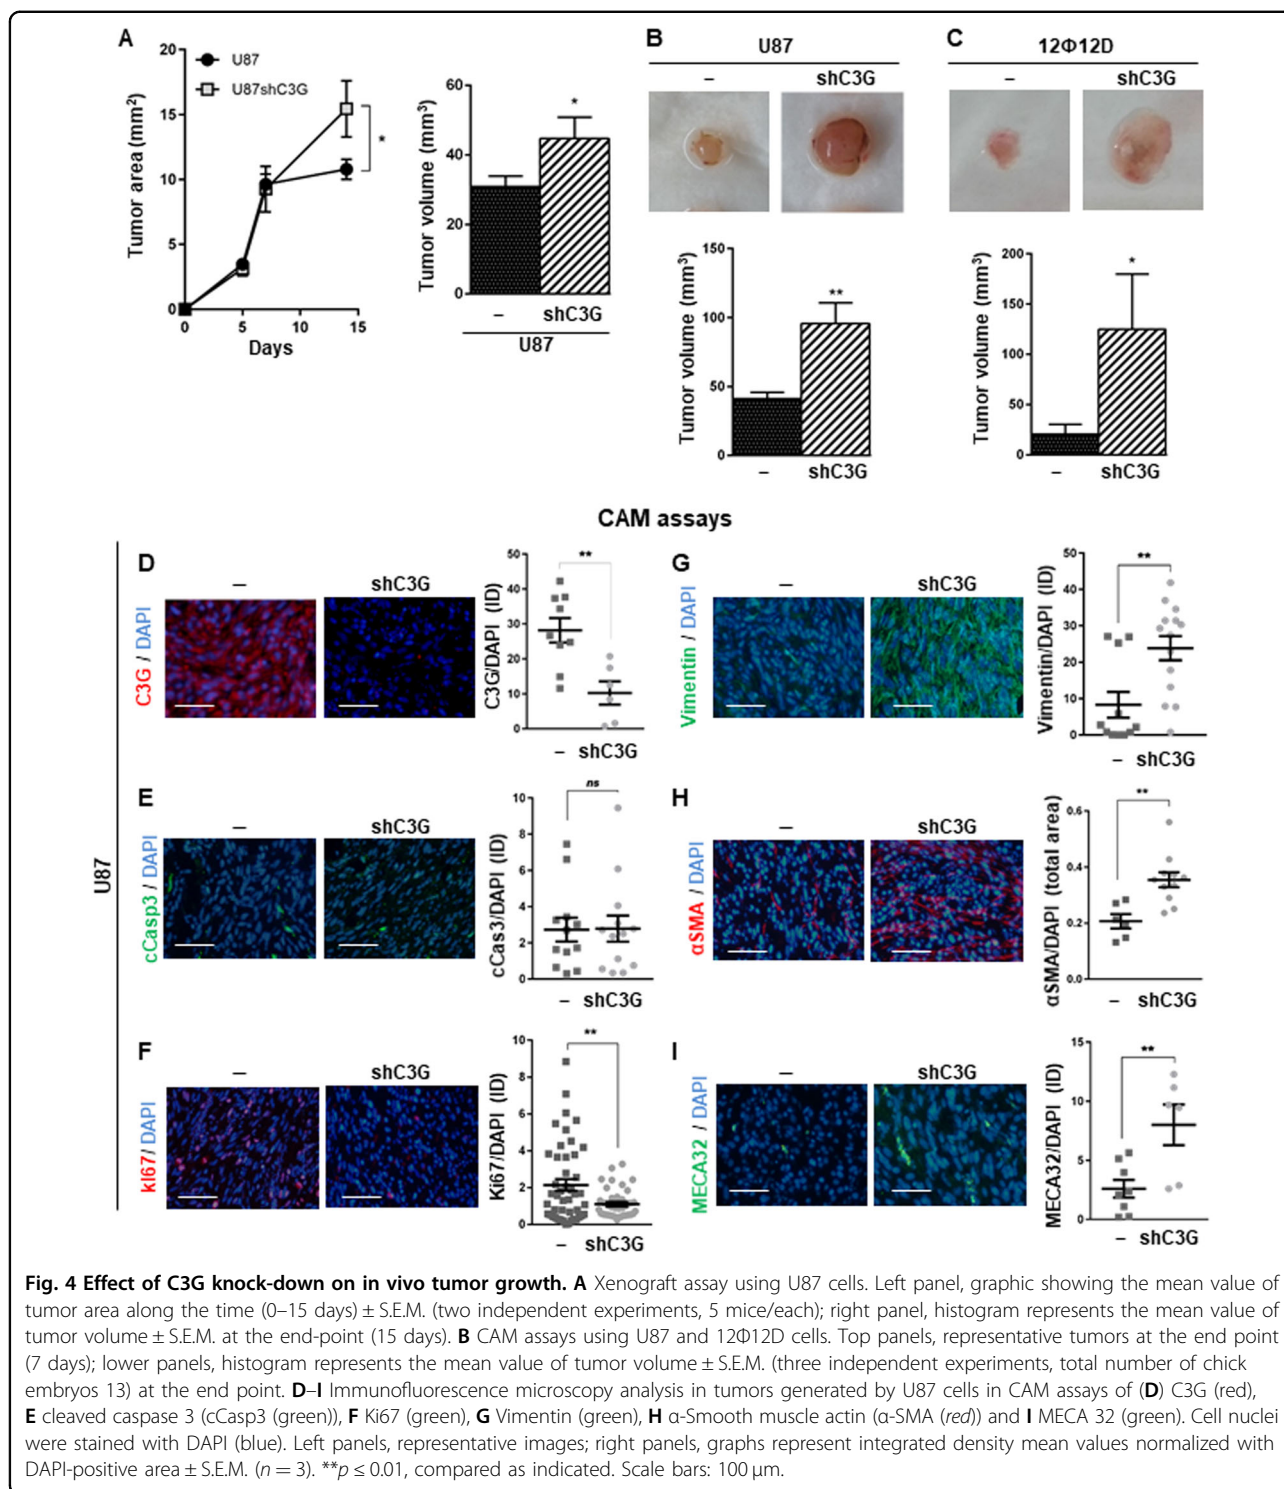 A
U87
U87shC3G
Tumor area (mm²)
20
15
10
5
0
0 5 10 15
Days
*
Tumor volume (mm³)
60
40
20
0
*
– shC3G
U87
B
U87
– shC3G
Tumor volume (mm³)
150
100
50
0
**
– shC3G
C
12Φ12D
– shC3G
Tumor volume (mm³)
200
150
100
50
0
*
– shC3G
CAM assays
U87
D
– shC3G
C3G / DAPI
C3G/DAPI (ID)
50
40
30
20
10
0
**
– shC3G
G
– shC3G
Vimentin / DAPI
Vimentin/DAPI (ID)
50
40
30
20
10
0
**
– shC3G
E
– shC3G
cCasp3 / DAPI
cCas3/DAPI (ID)
10
8
6
4
2
0
ns
– shC3G
H
– shC3G
αSMA / DAPI
αSMA/DAPI (total area)
0.6
0.4
0.2
0.0
**
– shC3G
F
– shC3G
kI67/ DAPI
Ki67/DAPI (ID)
10
8
6
4
2
0
**
– shC3G
I
– shC3G
MECA32 / DAPI
MECA32/DAPI (ID)
15
10
5
0
**
– shC3G
Fig. 4 Effect of C3G knock-down on in vivo tumor growth. A Xenograft assay using U87 cells. Left panel, graphic showing the mean value of
tumor area along the time (0–15 days) ± S.E.M. (two independent experiments, 5 mice/each); right panel, histogram represents the mean value of
tumor volume ± S.E.M. at the end-point (15 days). B CAM assays using U87 and 12Φ12D cells. Top panels, representative tumors at the end point
(7 days); lower panels, histogram represents the mean value of tumor volume ± S.E.M. (three independent experiments, total number of chick
embryos 13) at the end point. D–I Immunofluorescence microscopy analysis in tumors generated by U87 cells in CAM assays of (D) C3G (red),
E cleaved caspase 3 (cCasp3 (green)), F Ki67 (green), G Vimentin (green), H α-Smooth muscle actin (α-SMA (red)) and I MECA 32 (green). Cell nuclei
were stained with DAPI (blue). Left panels, representative images; right panels, graphs represent integrated density mean values normalized with
DAPI-positive area ± S.E.M. (n = 3). **p ≤ 0.01, compared as indicated. Scale bars: 100 μm.